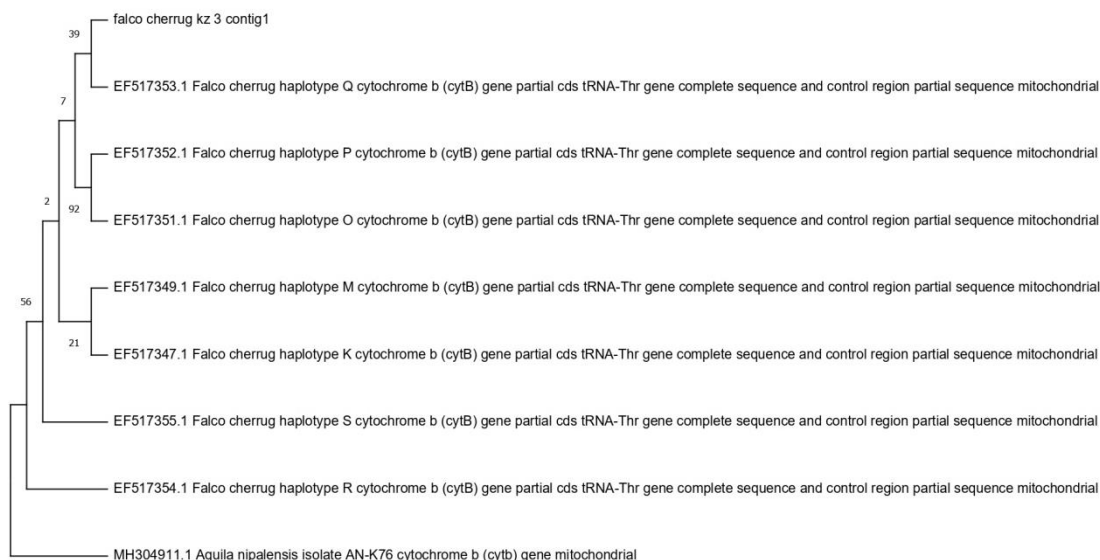 falco cherrug kz 3 contig1
39
EF517353.1 Falco cherrug haplotype Q cytochrome b (cytB) gene partial cds tRNA-Thr gene complete sequence and control region partial sequence mitochondrial
7
EF517352.1 Falco cherrug haplotype P cytochrome b (cytB) gene partial cds tRNA-Thr gene complete sequence and control region partial sequence mitochondrial
2
92
EF517351.1 Falco cherrug haplotype O cytochrome b (cytB) gene partial cds tRNA-Thr gene complete sequence and control region partial sequence mitochondrial
EF517349.1 Falco cherrug haplotype M cytochrome b (cytB) gene partial cds tRNA-Thr gene complete sequence and control region partial sequence mitochondrial
56
21
EF517347.1 Falco cherrug haplotype K cytochrome b (cytB) gene partial cds tRNA-Thr gene complete sequence and control region partial sequence mitochondrial
EF517355.1 Falco cherrug haplotype S cytochrome b (cytB) gene partial cds tRNA-Thr gene complete sequence and control region partial sequence mitochondrial
EF517354.1 Falco cherrug haplotype R cytochrome b (cytB) gene partial cds tRNA-Thr gene complete sequence and control region partial sequence mitochondrial
MH304911.1 Aquila nipalensis isolate AN-K76 cytochrome b (cytb) gene mitochondrial